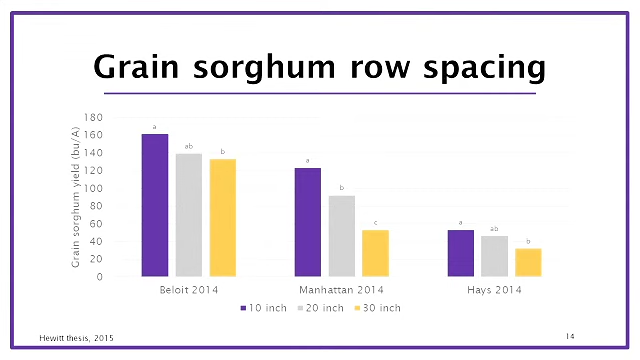 Grain sorghum row spacing
Grain sorghum yield (bu/A)
180
160
140
120
100
80
60
40
20
0
a ab b
a b c
a ab b
Beloit 2014 Manhattan 2014 Hays 2014
10 inch 20 inch 30 inch
Hewitt thesis, 2015
14